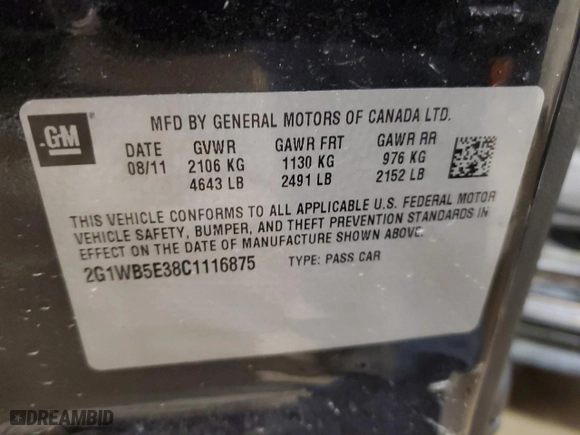 GM
MFD BY GENERAL MOTORS OF CANADA LTD.
DATE GVWR GAWR FRT GAWR RR
08/11 2106 KG 1130 KG 976 KG
4643 LB 2491 LB 2152 LB
THIS VEHICLE CONFORMS TO ALL APPLICABLE U.S. FEDERAL MOTOR
VEHICLE SAFETY, BUMPER, AND THEFT PREVENTION STANDARDS IN
EFFECT ON THE DATE OF MANUFACTURE SHOWN ABOVE.
2G1WB5E38C1116875 TYPE: PASS CAR
DREAMBID